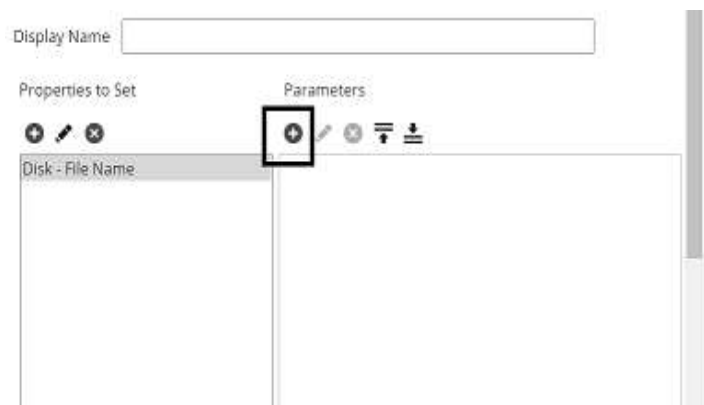 Display Name
Properties to Set
Parameters
Disk - File Name